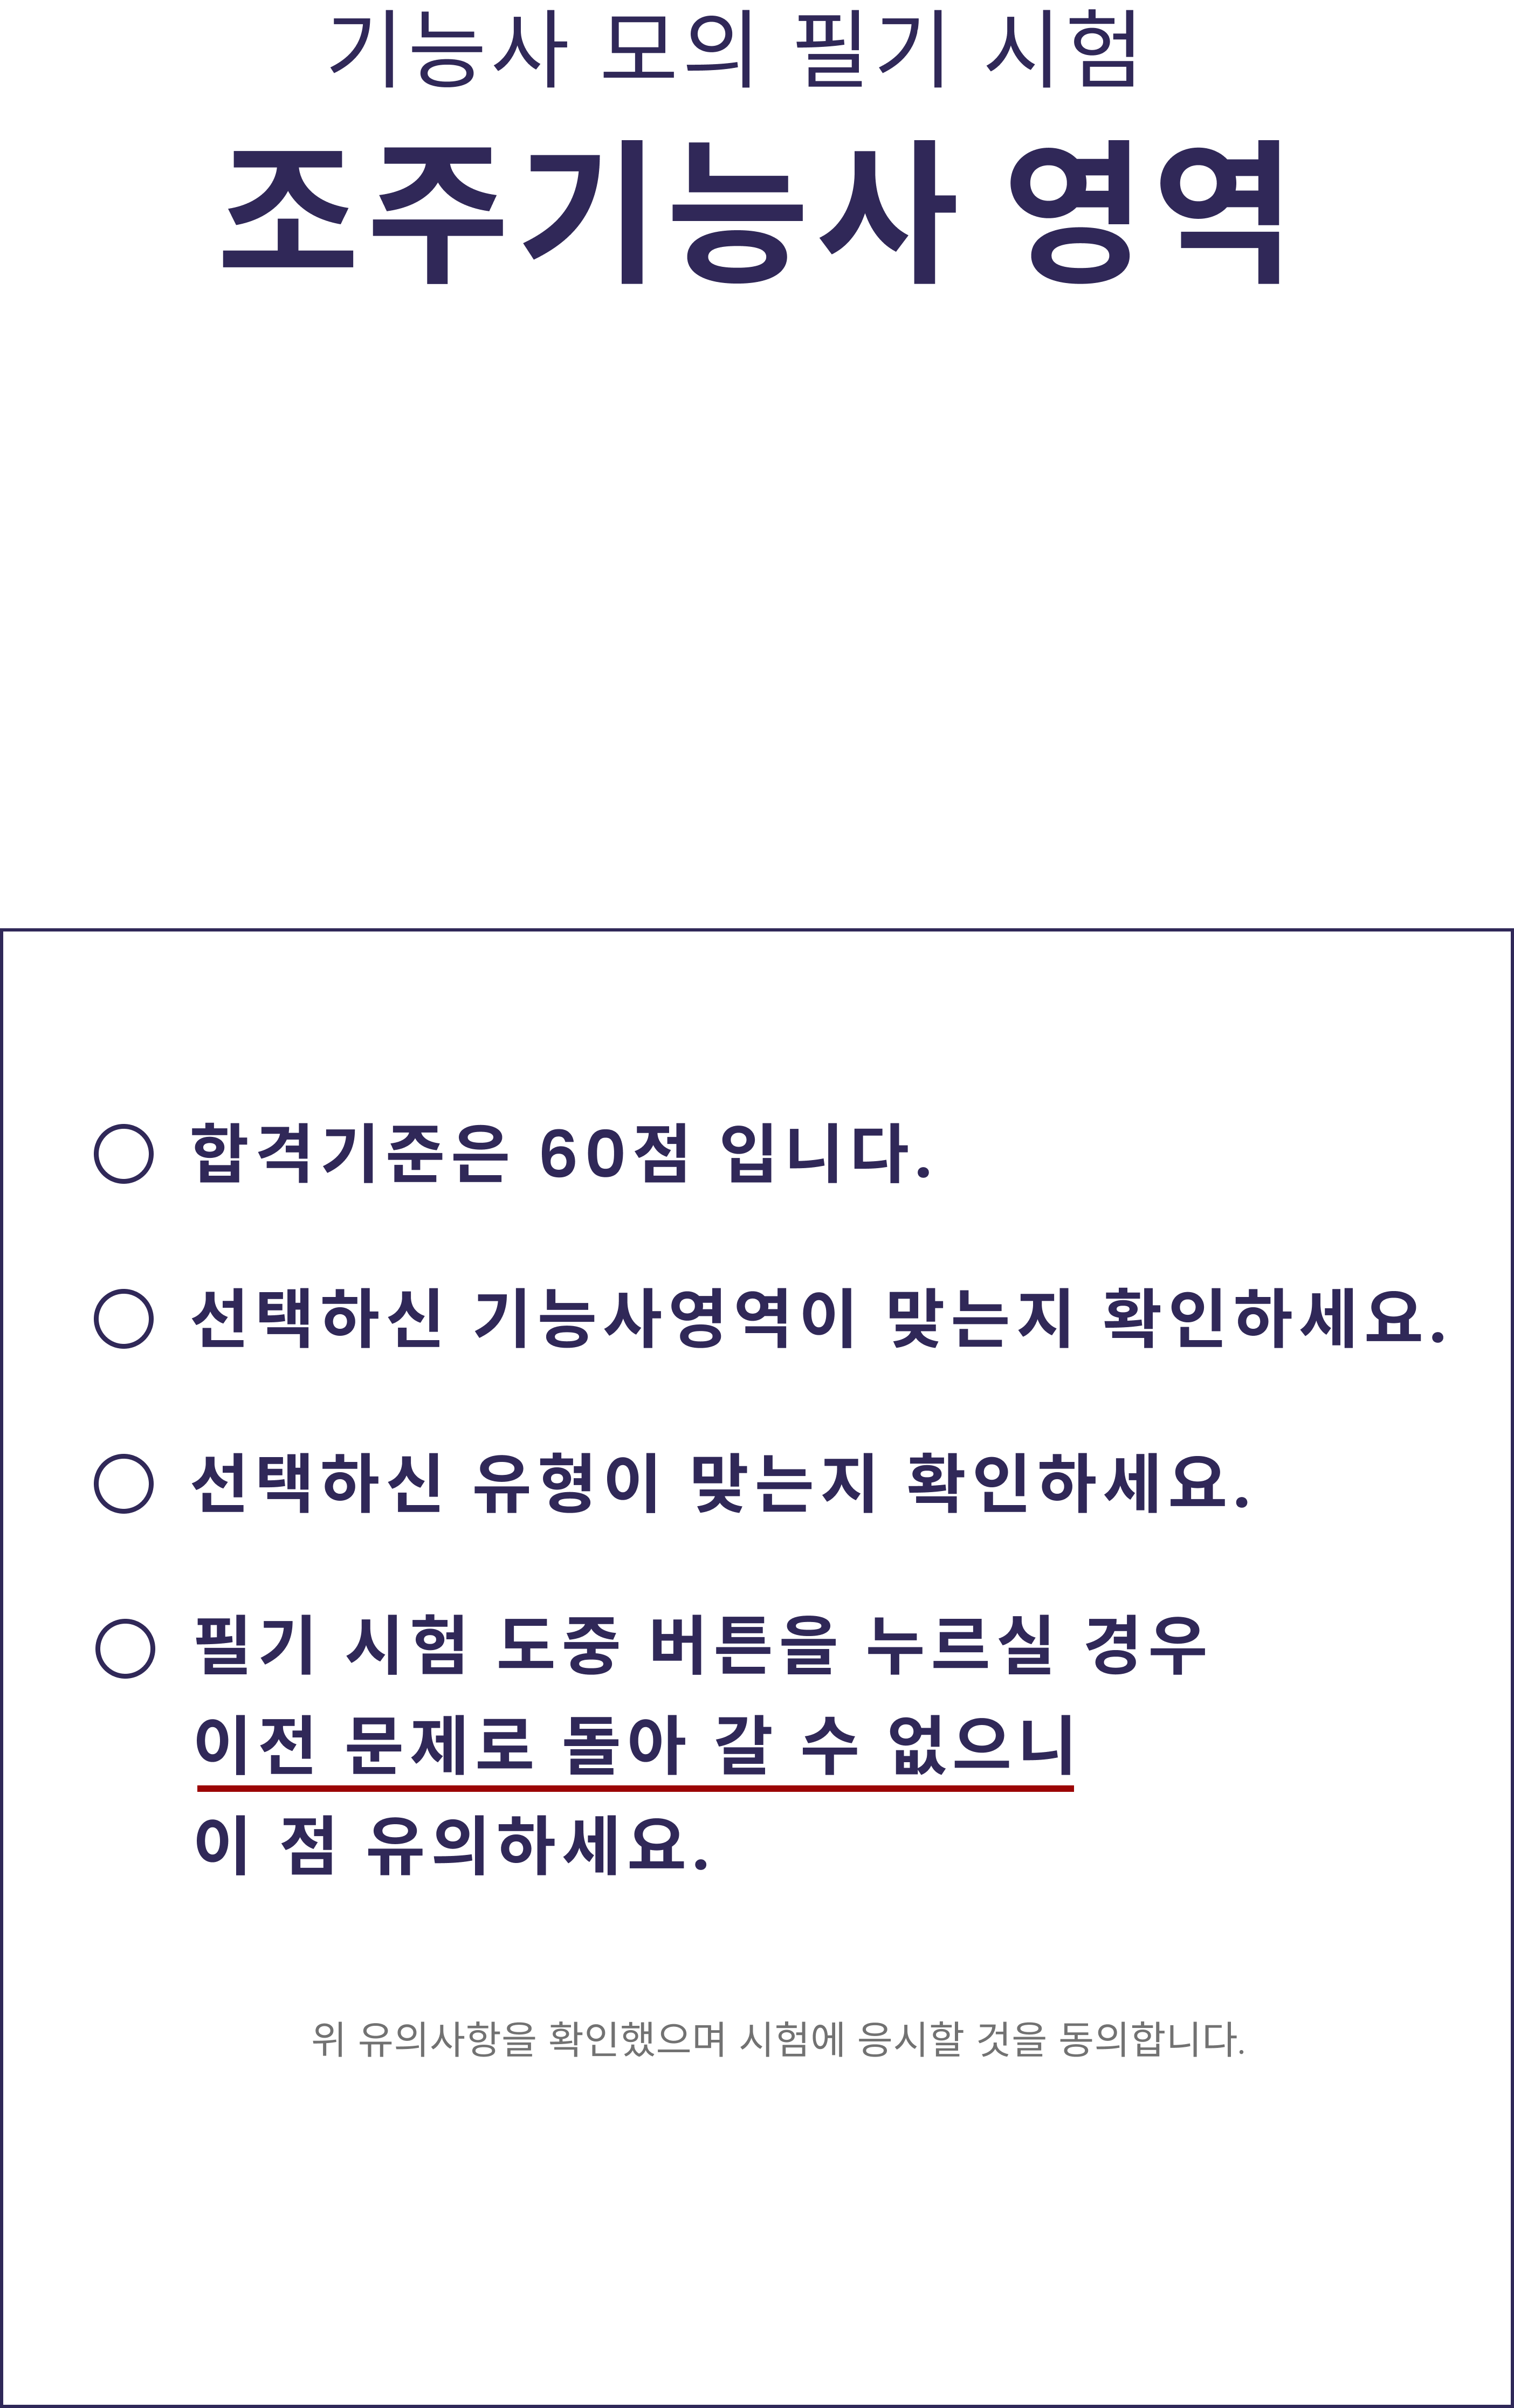 기능사 모의 필기 시험
조주기능사 영역
○ 합격기준은 60점 입니다.
○ 선택하신 기능사영역이 맞는지 확인하세요.
○ 선택하신 유형이 맞는지 확인하세요.
○ 필기 시험 도중 버튼을 누르실 경우
이전 문제로 돌아 갈 수 없으니
이 점 유의하세요.
위 유의사항을 확인했으며 시험에 응시할 것을 동의합니다.